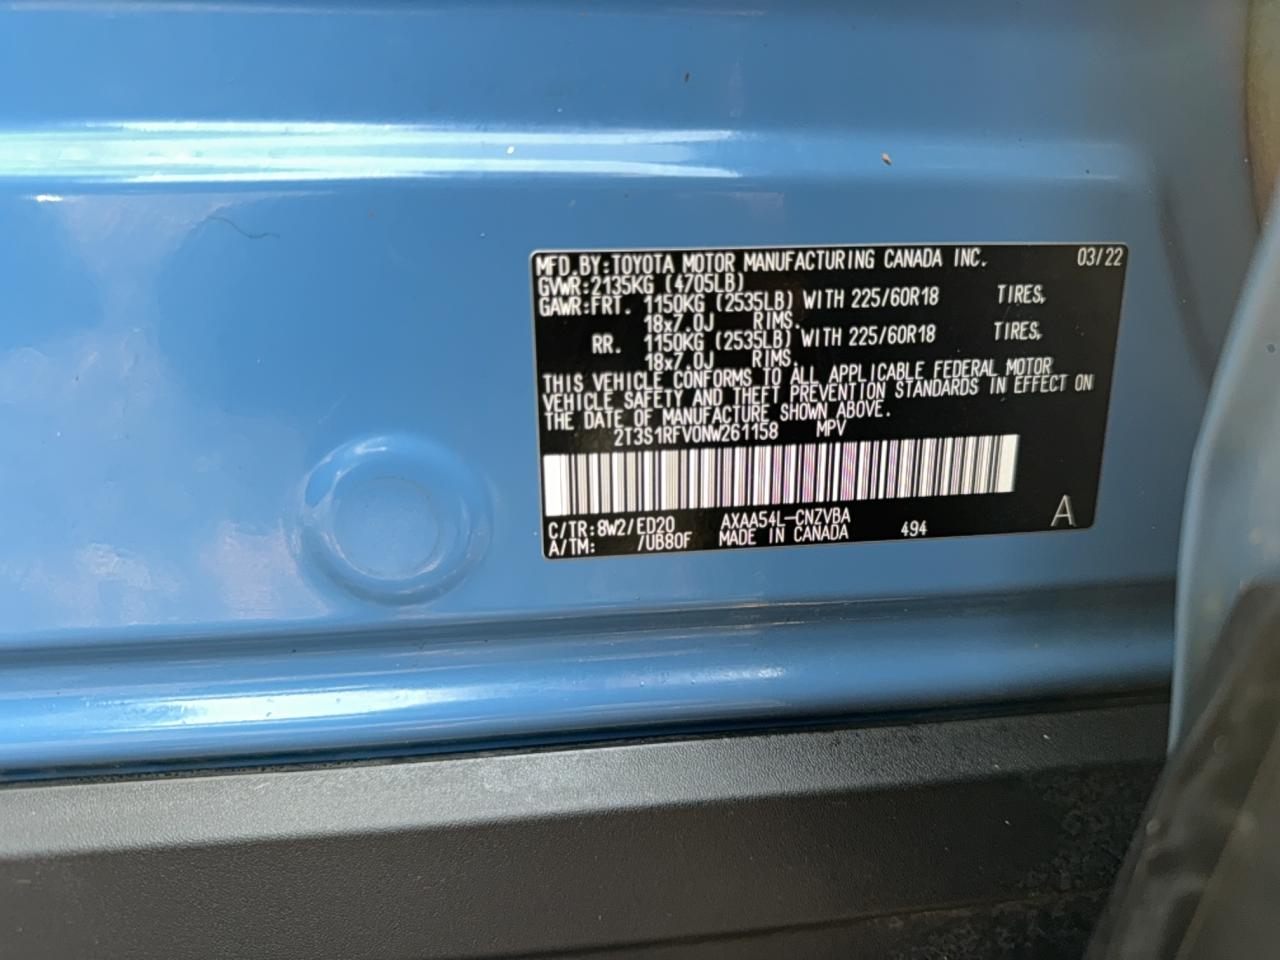 MFD.BY:TOYOTA MOTOR MANUFACTURING CANADA INC. 03/22
GVWR:2135KG (4705LB)
GAWR:FRT. 1150KG (2535LB) WITH 225/60R18 TIRES,
18x7.0J RIMS.
RR. 1150KG (2535LB) WITH 225/60R18 TIRES,
18x7.0J RIMS.
THIS VEHICLE CONFORMS TO ALL APPLICABLE FEDERAL MOTOR
VEHICLE SAFETY AND THEFT PREVENTION STANDARDS IN EFFECT ON
THE DATE OF MANUFACTURE SHOWN ABOVE.
2T3S1RFV0NW261158 MPV
C/TR:8W2/ED20 AXAA54L-CNZVBA 494 A
A/TM: /UB80F MADE IN CANADA